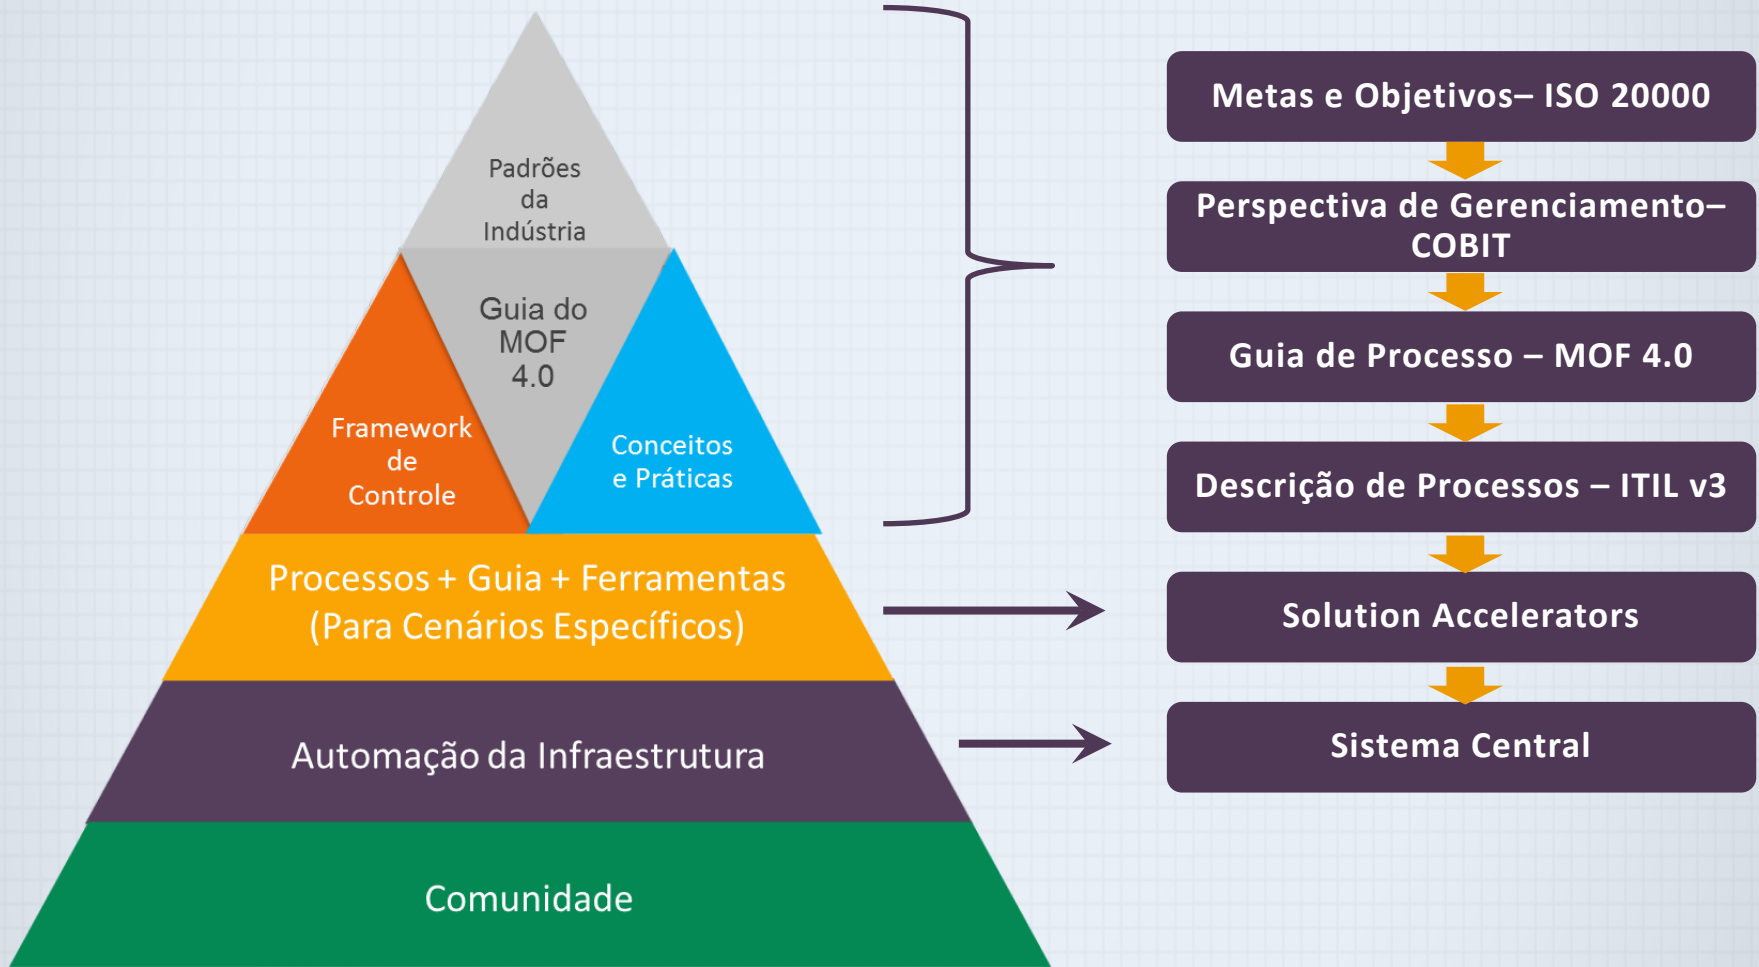 Padrões
da
Indústria
Guia do
MOF
4.0
Framework
de
Controle
Conceitos
e Práticas
Processos + Guia + Ferramentas
(Para Cenários Específicos)
Automação da Infraestrutura
Comunidade
Metas e Objetivos– ISO 20000
Perspectiva de Gerenciamento–
COBIT
Guia de Processo – MOF 4.0
Descrição de Processos – ITIL v3
Solution Accelerators
Sistema Central